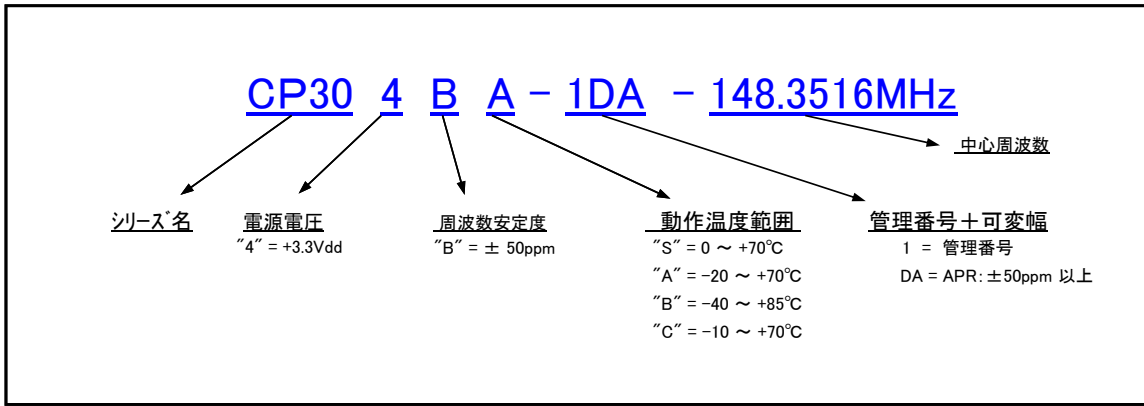 CP30 4 B A - 1DA - 148.3516MHz
中心周波数
シリーズ名 電源電圧 周波数安定度 動作温度範囲 管理番号+可変幅
"4" = +3.3Vdd "B" = ± 50ppm "S" = 0 ~ +70℃ 1 = 管理番号
"A" = -20 ~ +70℃ DA = APR: ±50ppm 以上
"B" = -40 ~ +85℃
"C" = -10 ~ +70℃